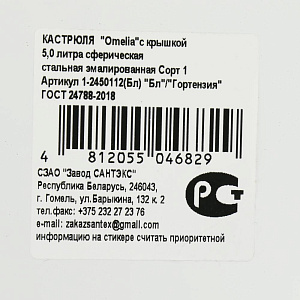 КАСТРЮЛЯ "Omelia"с крышкой
5,0 литра сферическая
стальная эмалированная Сорт 1
Артикул 1-2450112(Бл) "Бл"/"Гортензия"
ГОСТ 24788-2018
4 812055 046829
СЗАО "Завод САНТЭКС"
Республика Беларусь, 246043,
г. Гомель, ул.Барыкина, 132 к. 2
тел.факс: +375 232 27 23 76
e-mail: zakazsantex@gmail.com
информацию на стикере считать приоритетной